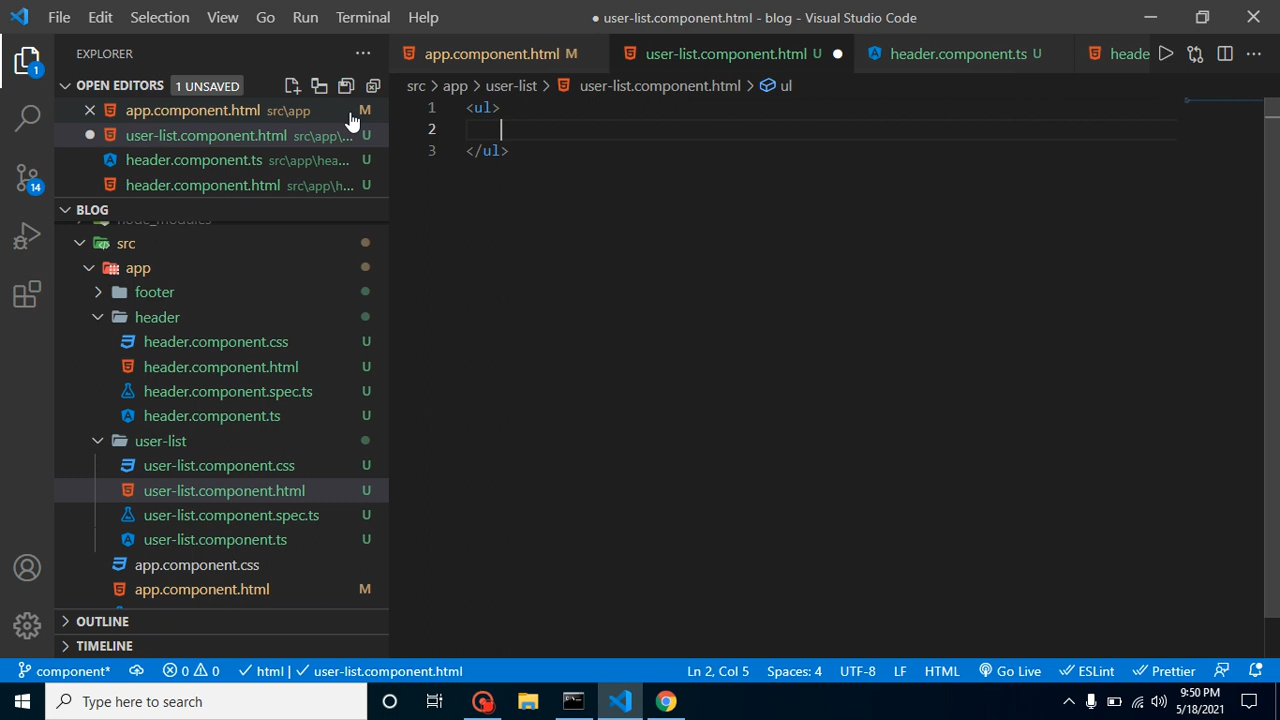 File Edit Selection View Go Run Terminal Help
● user-list.component.html - blog - Visual Studio Code
EXPLORER
app.component.html M
user-list.component.html U
header.component.ts U
heade
OPEN EDITORS 1 UNSAVED
src > app > user-list > user-list.component.html > ul
app.component.html src\app M
user-list.component.html src\app\... U
header.component.ts src\app\hea... U
header.component.html src\app\h... U
1 <ul>
2
3 </ul>
BLOG
node_modules
src
app
footer
header
header.component.css U
header.component.html U
header.component.spec.ts U
header.component.ts U
user-list
user-list.component.css U
user-list.component.html U
user-list.component.spec.ts U
user-list.component.ts U
app.component.css
app.component.html M
OUTLINE
TIMELINE
1
14
component* 0 0 html | user-list.component.html
Ln 2, Col 5 Spaces: 4 UTF-8 LF HTML Go Live ESLint Prettier
Type here to search
9:50 PM
5/18/2021